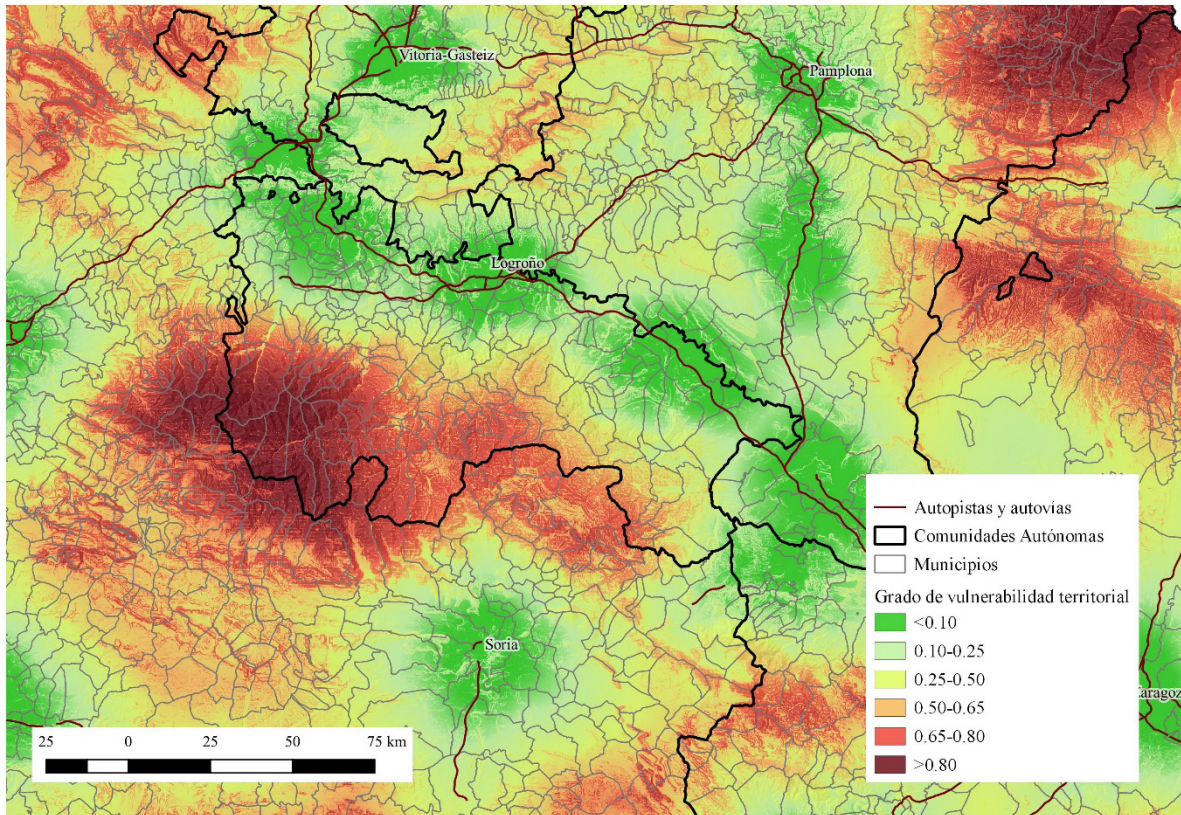 Vitoria-Gasteiz
Pamplona
Logroño
Soria
Zaragoz
Autopistas y autovías
Comunidades Autónomas
Municipios
Grado de vulnerabilidad territorial
<0.10
0.10-0.25
0.25-0.50
0.50-0.65
0.65-0.80
>0.80
25 0 25 50 75 km